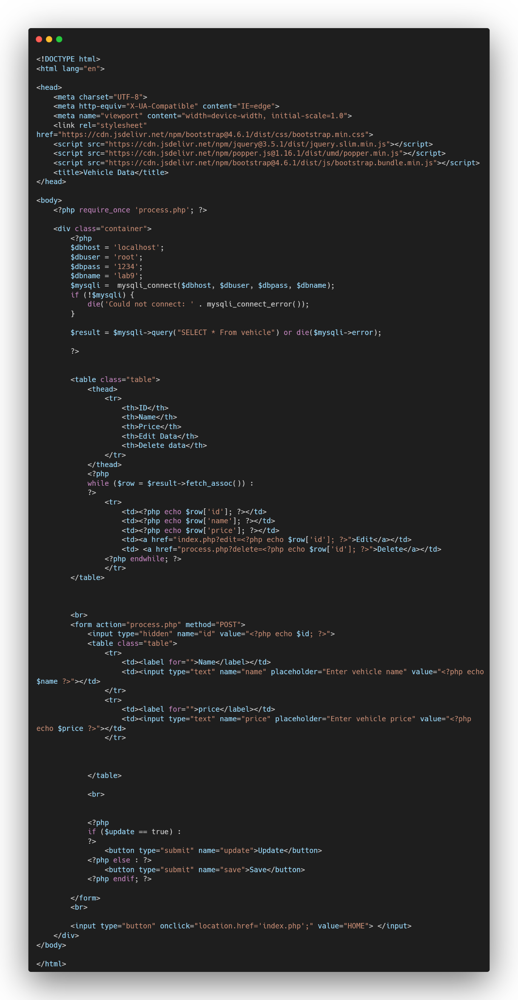 <!DOCTYPE html>
<html lang="en">

<head>
    <meta charset="UTF-8">
    <meta http-equiv="X-UA-Compatible" content="IE=edge">
    <meta name="viewport" content="width=device-width, initial-scale=1.0">
    <link rel="stylesheet"
href="https://cdn.jsdelivr.net/npm/bootstrap@4.6.1/dist/css/bootstrap.min.css">
    <script src="https://cdn.jsdelivr.net/npm/jquery@3.5.1/dist/jquery.slim.min.js"></script>
    <script src="https://cdn.jsdelivr.net/npm/popper.js@1.16.1/dist/umd/popper.min.js"></script>
    <script src="https://cdn.jsdelivr.net/npm/bootstrap@4.6.1/dist/js/bootstrap.bundle.min.js"></script>
    <title>Vehicle Data</title>
</head>

<body>
    <?php require_once 'process.php'; ?>

    <div class="container">
        <?php
        $dbhost = 'localhost';
        $dbuser = 'root';
        $dbpass = '1234';
        $dbname = 'lab9';
        $mysqli =  mysqli_connect($dbhost, $dbuser, $dbpass, $dbname);
        if (!$mysqli) {
            die('Could not connect: ' . mysqli_connect_error());
        }

        $result = $mysqli->query("SELECT * From vehicle") or die($mysqli->error);

        ?>


        <table class="table">
            <thead>
                <tr>
                    <th>ID</th>
                    <th>Name</th>
                    <th>Price</th>
                    <th>Edit Data</th>
                    <th>Delete data</th>
                </tr>
            </thead>
            <?php
            while ($row = $result->fetch_assoc()) :
            ?>
                <tr>
                    <td><?php echo $row['id']; ?></td>
                    <td><?php echo $row['name']; ?></td>
                    <td><?php echo $row['price']; ?></td>
                    <td><a href="index.php?edit=<?php echo $row['id']; ?>">Edit</a></td>
                    <td> <a href="process.php?delete=<?php echo $row['id']; ?>">Delete</a></td>
                <?php endwhile; ?>
                </tr>
        </table>



        <br>
        <form action="process.php" method="POST">
            <input type="hidden" name="id" value="<?php echo $id; ?>">
            <table class="table">
                <tr>
                    <td><label for="">Name</label></td>
                    <td><input type="text" name="name" placeholder="Enter vehicle name" value="<?php echo
$name ?>"></td>
                </tr>
                <tr>
                    <td><label for="">price</label></td>
                    <td><input type="text" name="price" placeholder="Enter vehicle price" value="<?php
echo $price ?>"></td>
                </tr>



            </table>

            <br>


            <?php
            if ($update == true) :
            ?>
                <button type="submit" name="update">Update</button>
            <?php else : ?>
                <button type="submit" name="save">Save</button>
            <?php endif; ?>

        </form>
        <br>

        <input type="button" onclick="location.href='index.php';" value="HOME"> </input>
    </div>
</body>

</html>